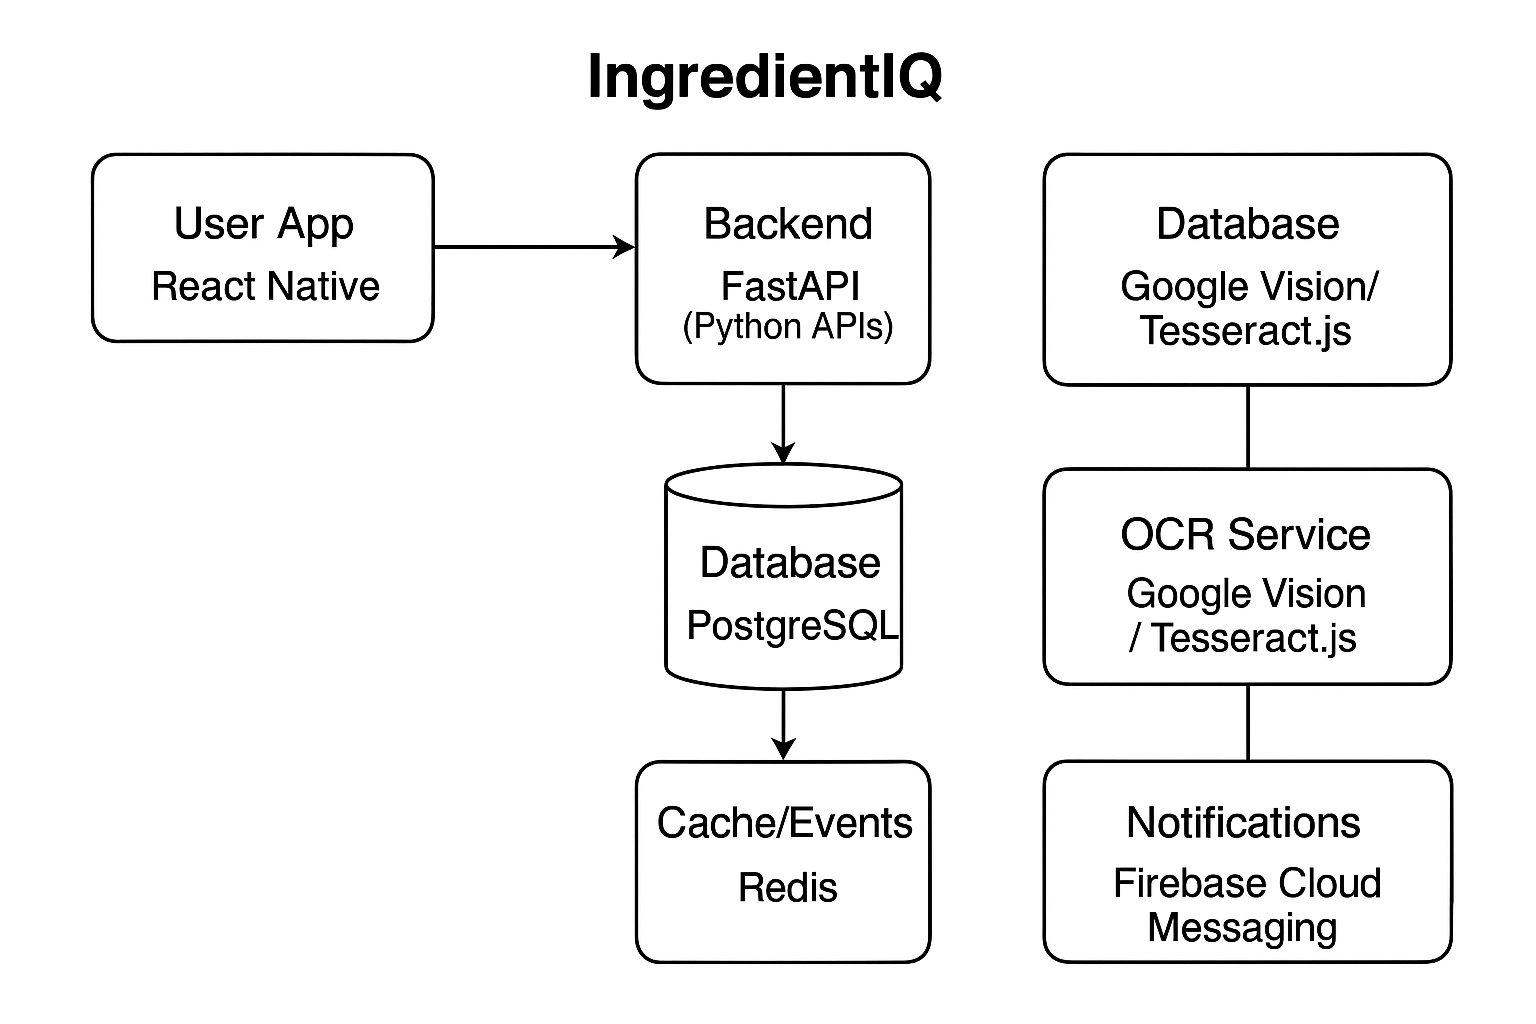 IngredientIQ
User App
React Native
Backend
FastAPI
(Python APIs)
Database
PostgreSQL
Cache/Events
Redis
Database
Google Vision/
Tesseract.js
OCR Service
Google Vision
/ Tesseract.js
Notifications
Firebase Cloud
Messaging